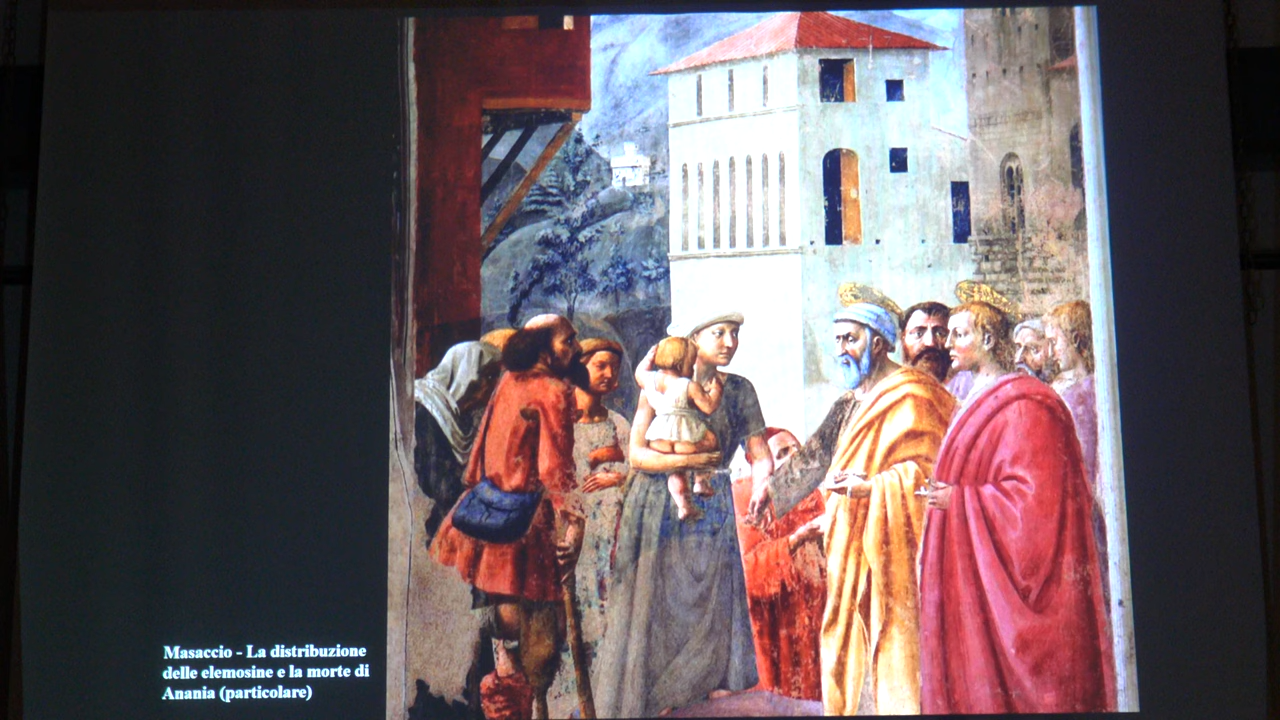 Masaccio - La distribuzione
delle elemosine e la morte di
Anania (particolare)